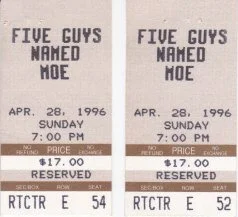 FIVE GUYS
NAMED
MOE
APR. 28, 1996
SUNDAY
7:00 PM
NO REFUND PRICE NO EXCHANGE
$17.00
RESERVED
SEC/BOX ROW SEAT
RTCTR E 54
FIVE GUYS
NAMED
MOE
APR. 28, 1996
SUNDAY
7:00 PM
NO REFUND PRICE NO EXCHANGE
$17.00
RESERVED
SEC/BOX ROW SEAT
RTCTR E 52